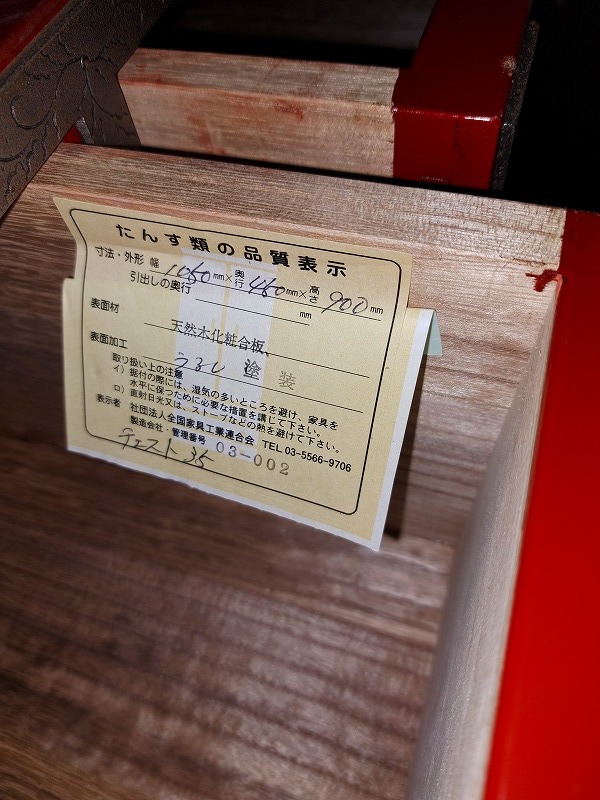 たんす類の品質表示
寸法・外形 幅 1050 mm×奥行 450 mm×高さ 900 mm
引出しの奥行 mm
表面材 天然木化粧合板
表面加工 うるし 塗装
取り扱い上の注意
イ）据付の際には、湿気の多いところを避け、家具を
水平に保つために必要な措置を講じて下さい。
ロ）直射日光又は、ストーブなどの熱を避けて下さい。
表示者 社団法人全国家具工業連合会 TEL 03-5566-9706
製造会社・管理番号 03-002
チェスト 35